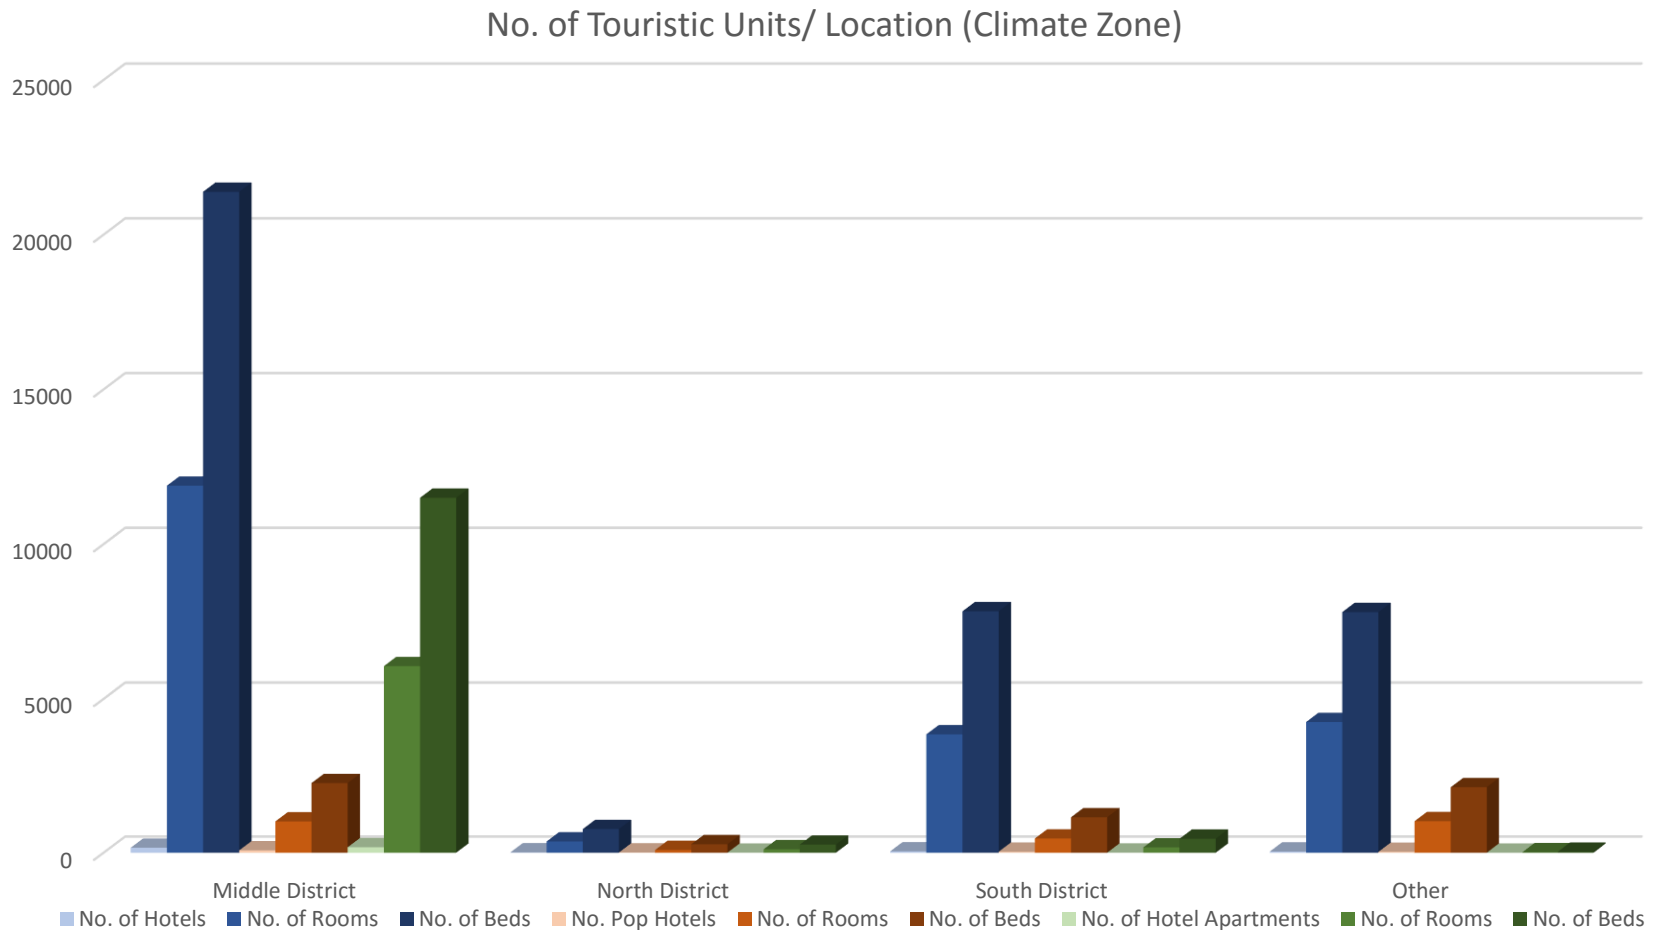 No. of Touristic Units/ Location (Climate Zone)
25000
20000
15000
10000
5000
0
Middle District North District South District Other
No. of Hotels No. of Rooms No. of Beds No. Pop Hotels No. of Rooms No. of Beds No. of Hotel Apartments No. of Rooms No. of Beds